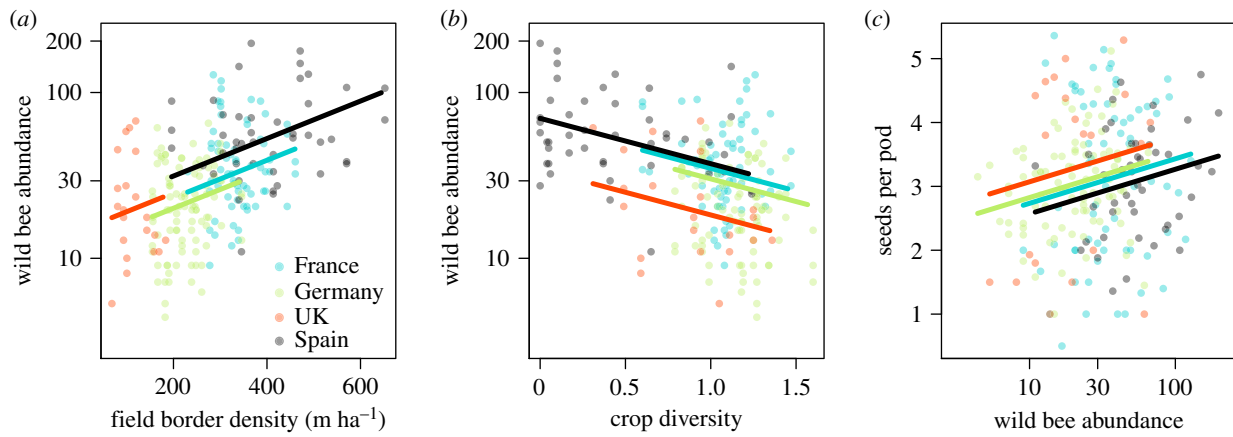 (a)
200
100
30
10
wild bee abundance
France
Germany
UK
Spain
200
400
600
field border density (m ha⁻¹)
(b)
200
100
30
10
wild bee abundance
0
0.5
1.0
1.5
crop diversity
(c)
5
4
3
2
1
seeds per pod
10
30
100
wild bee abundance